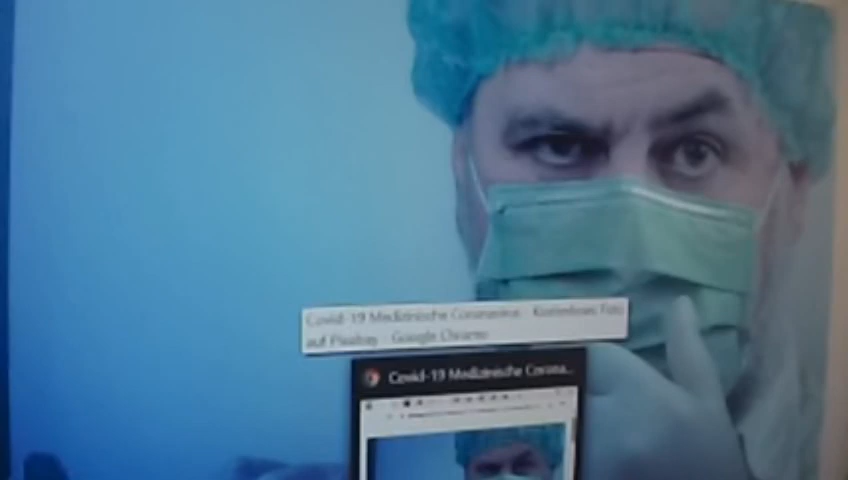 Covid-19 Medizinische Coronavirus - Kostenloses Foto
auf Pixabay - Google Chrome
Covid-19 Medizinische Corona...